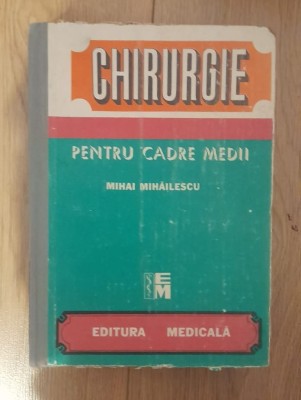 CHIRURGIE
PENTRU CADRE MEDII
MIHAI MIHĂILESCU
EM
EDITURA MEDICALĂ